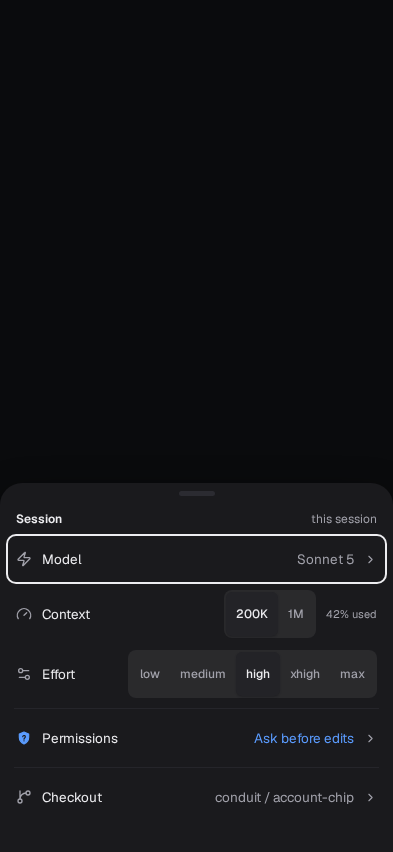 Session this session
Model Sonnet 5
Context 200K 1M 42% used
Effort low medium high xhigh max
Permissions Ask before edits
Checkout conduit / account-chip